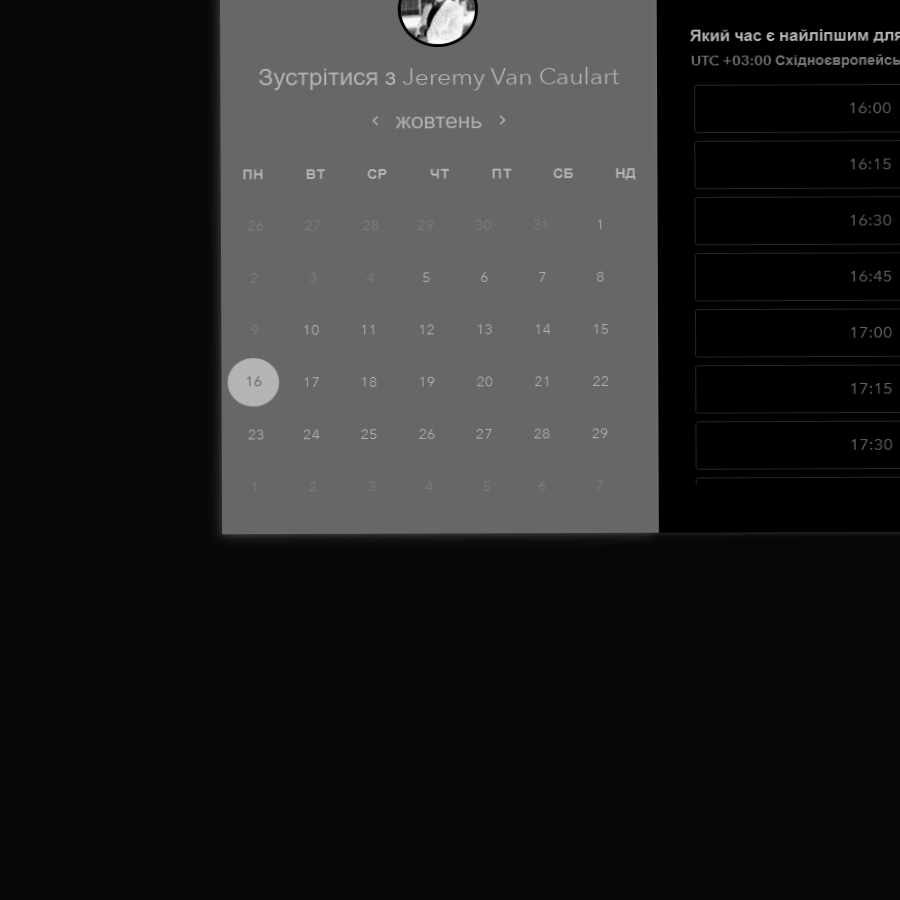 Зустрітися з Jeremy Van Caulart
‹ жовтень ›
ПН ВТ СР ЧТ ПТ СБ НД
26 27 28 29 30 31 1
2 3 4 5 6 7 8
9 10 11 12 13 14 15
16 17 18 19 20 21 22
23 24 25 26 27 28 29
1 2 3 4 5 6 7
Який час є найліпшим для
UTC +03:00 Східноєвропейсь
16:00
16:15
16:30
16:45
17:00
17:15
17:30